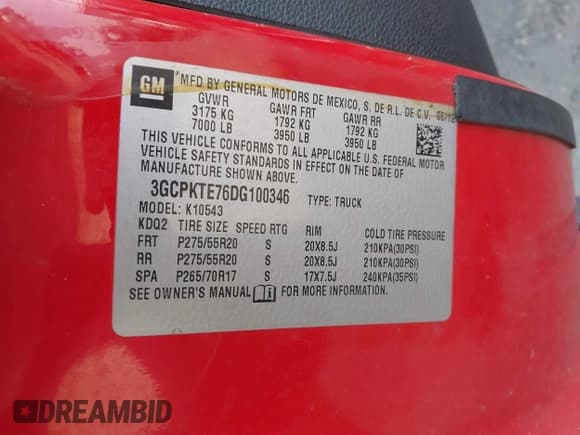 GM
®MFD BY GENERAL MOTORS DE MEXICO, S. DE R.L. DE C.V. 06/12
GVWR GAWR FRT GAWR RR
3175 KG 1792 KG 1792 KG
7000 LB 3950 LB 3950 LB
THIS VEHICLE CONFORMS TO ALL APPLICABLE U.S. FEDERAL MOTOR
VEHICLE SAFETY STANDARDS IN EFFECT ON THE DATE OF
MANUFACTURE SHOWN ABOVE.
3GCPKTE76DG100346 TYPE: TRUCK
MODEL: K10543
KDQ2 TIRE SIZE SPEED RTG RIM COLD TIRE PRESSURE
FRT P275/55R20 S 20X8.5J 210KPA(30PSI)
RR P275/55R20 S 20X8.5J 210KPA(30PSI)
SPA P265/70R17 S 17X7.5J 240KPA(35PSI)
SEE OWNER'S MANUAL FOR MORE INFORMATION.
DREAMBID